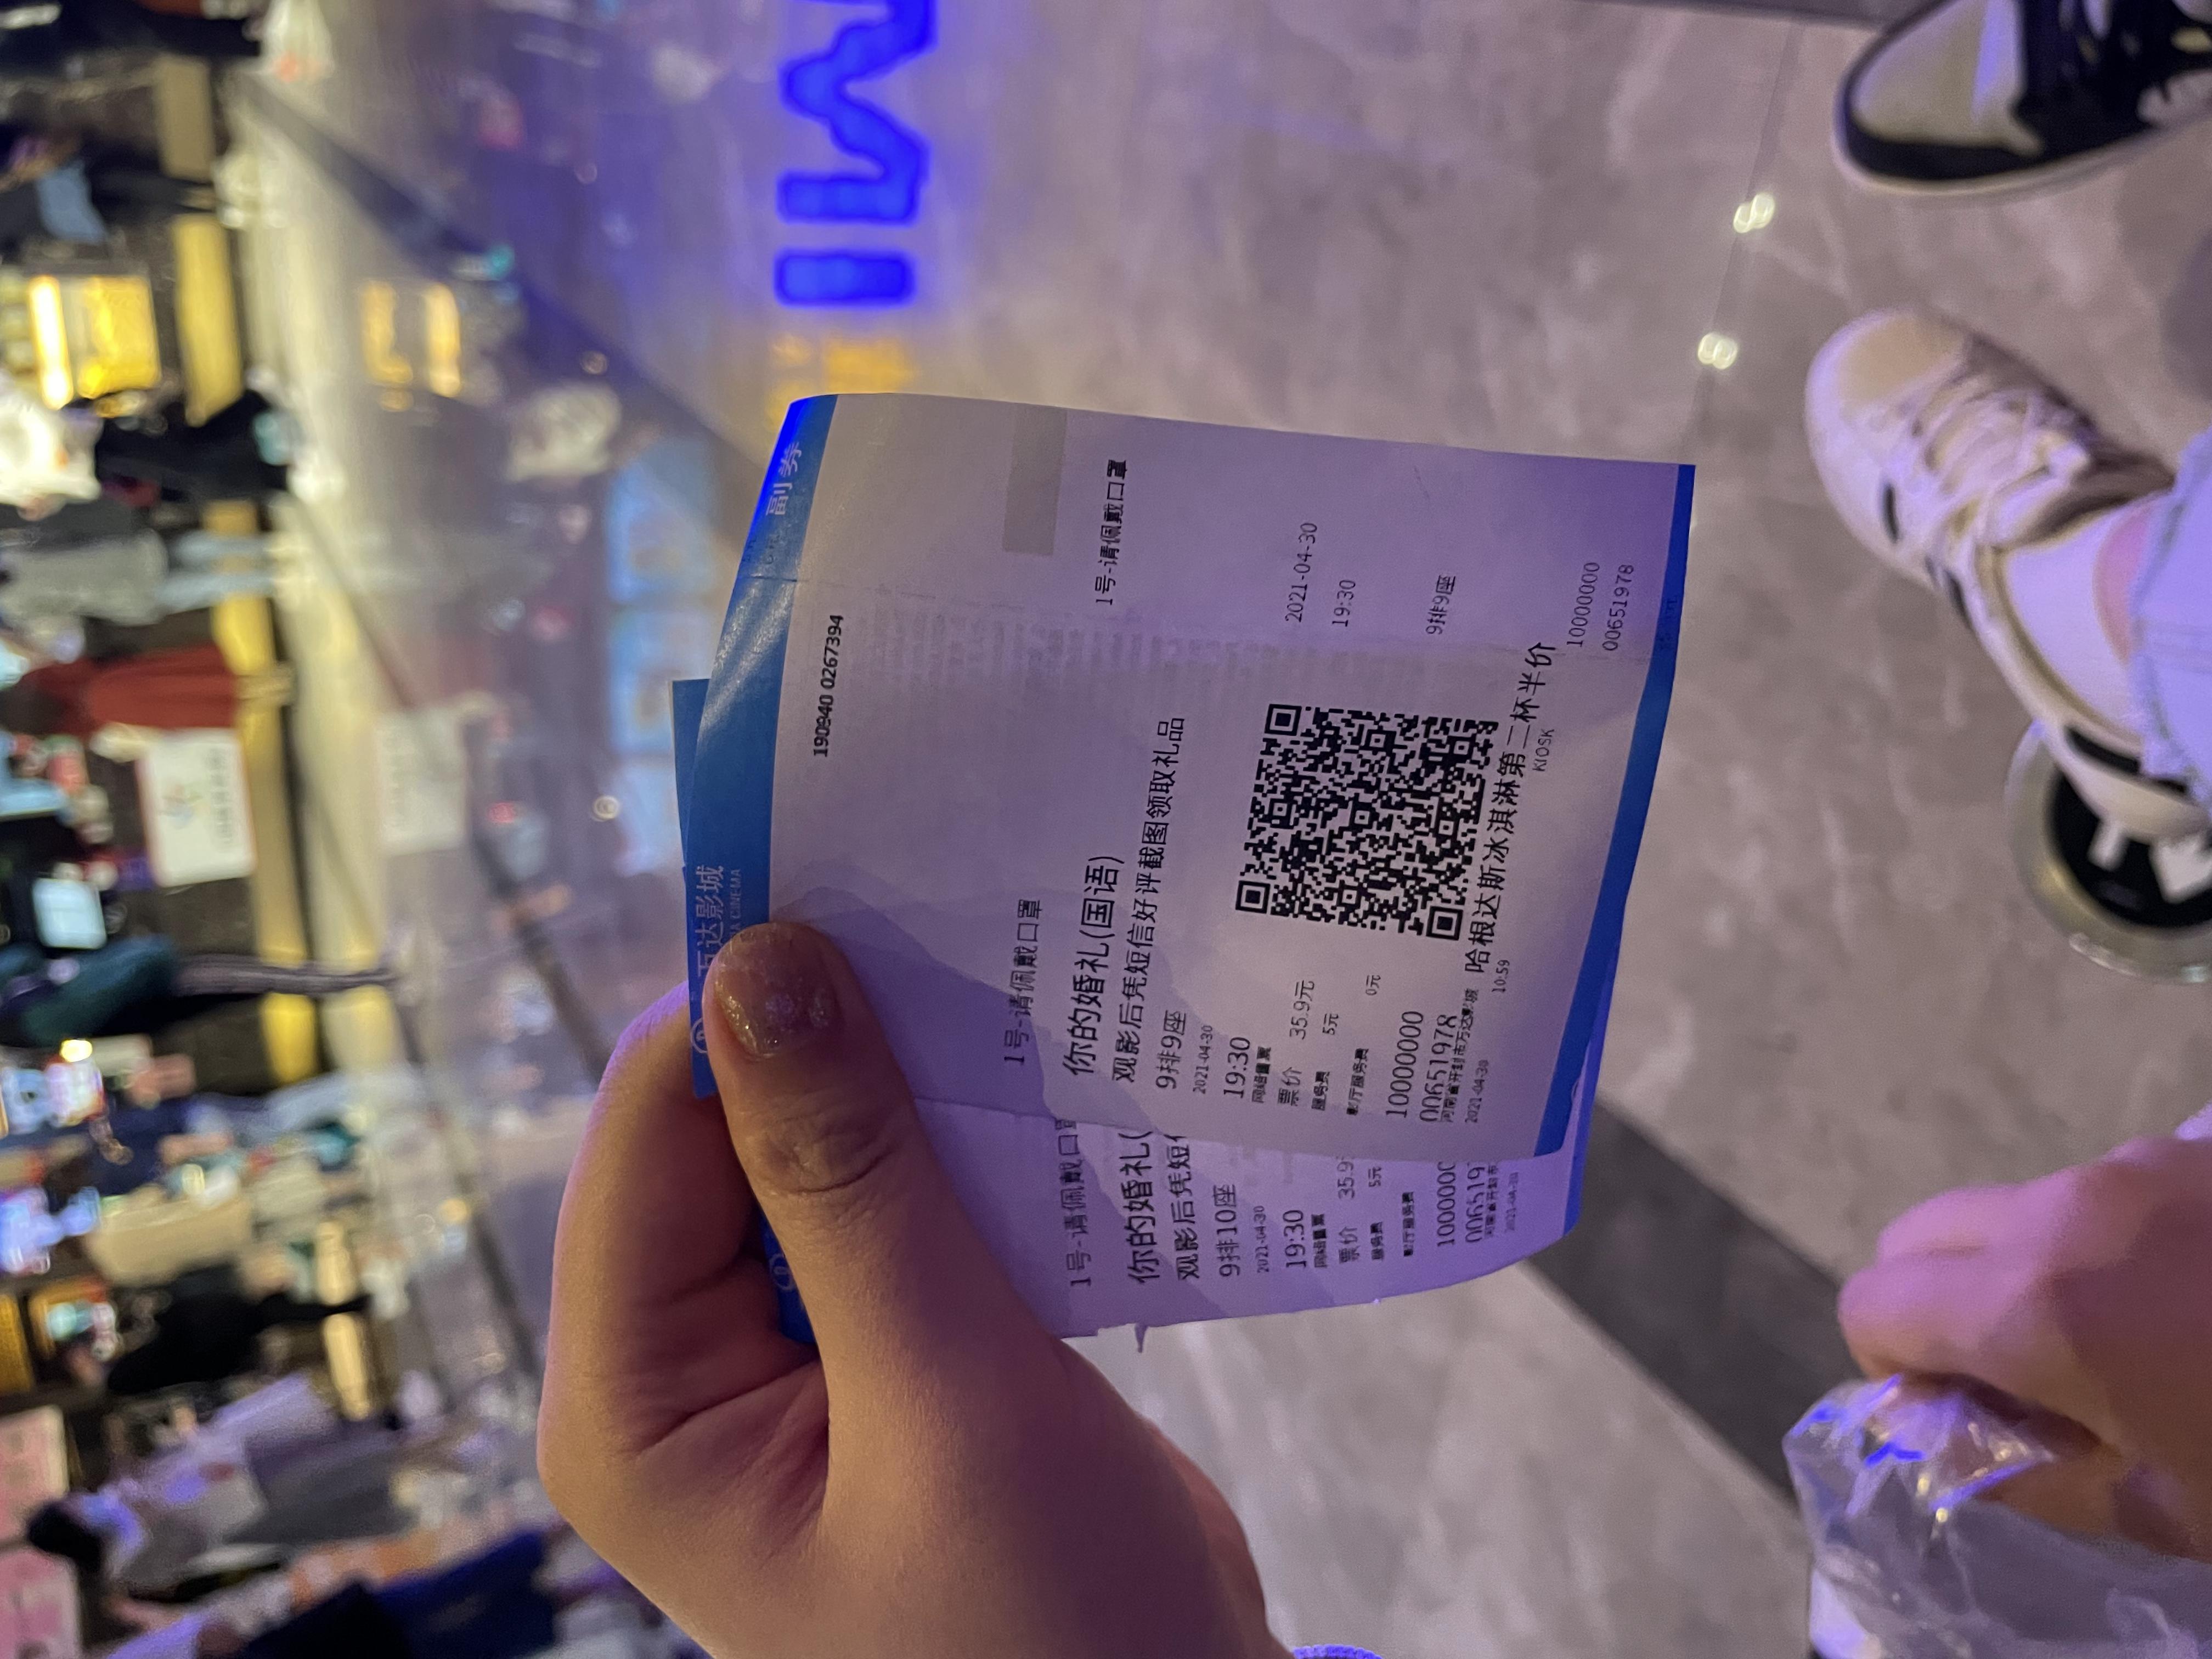 万达影城
副券
190940 0267394
1号-请佩戴口罩
你的婚礼(国语)
观影后凭短信好评截图领取礼品
9排9座
2021-04-30
19:30
网络售票
票价 35.9元
服务费 5元
影厅服务费 0元
10000000
00651978
河南省开封市万达影城
2021-04-30 10:59
哈根达斯冰淇淋第二杯半价
KIOSK
1号-请佩戴口罩
2021-04-30
19:30
9排9座
10000000
00651978
1号-请佩戴口
你的婚礼(
观影后凭短
9排10座
2021-04-30
19:30
网络售票
票价 35.9
服务费 5元
影厅服务费
1000000
006519
河南省开封市
2021-04-30